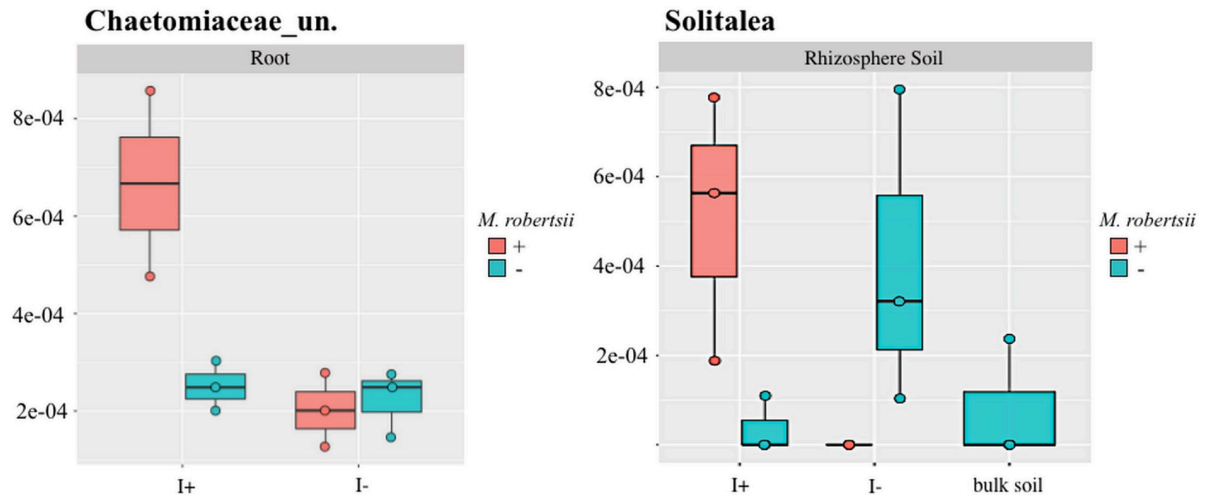 Chaetomiaceae_un.
Root
8e-04
6e-04
4e-04
2e-04
I+
I-
M. robertsii
+
-
Solitalea
Rhizosphere Soil
8e-04
6e-04
4e-04
2e-04
I+
I-
bulk soil
M. robertsii
+
-